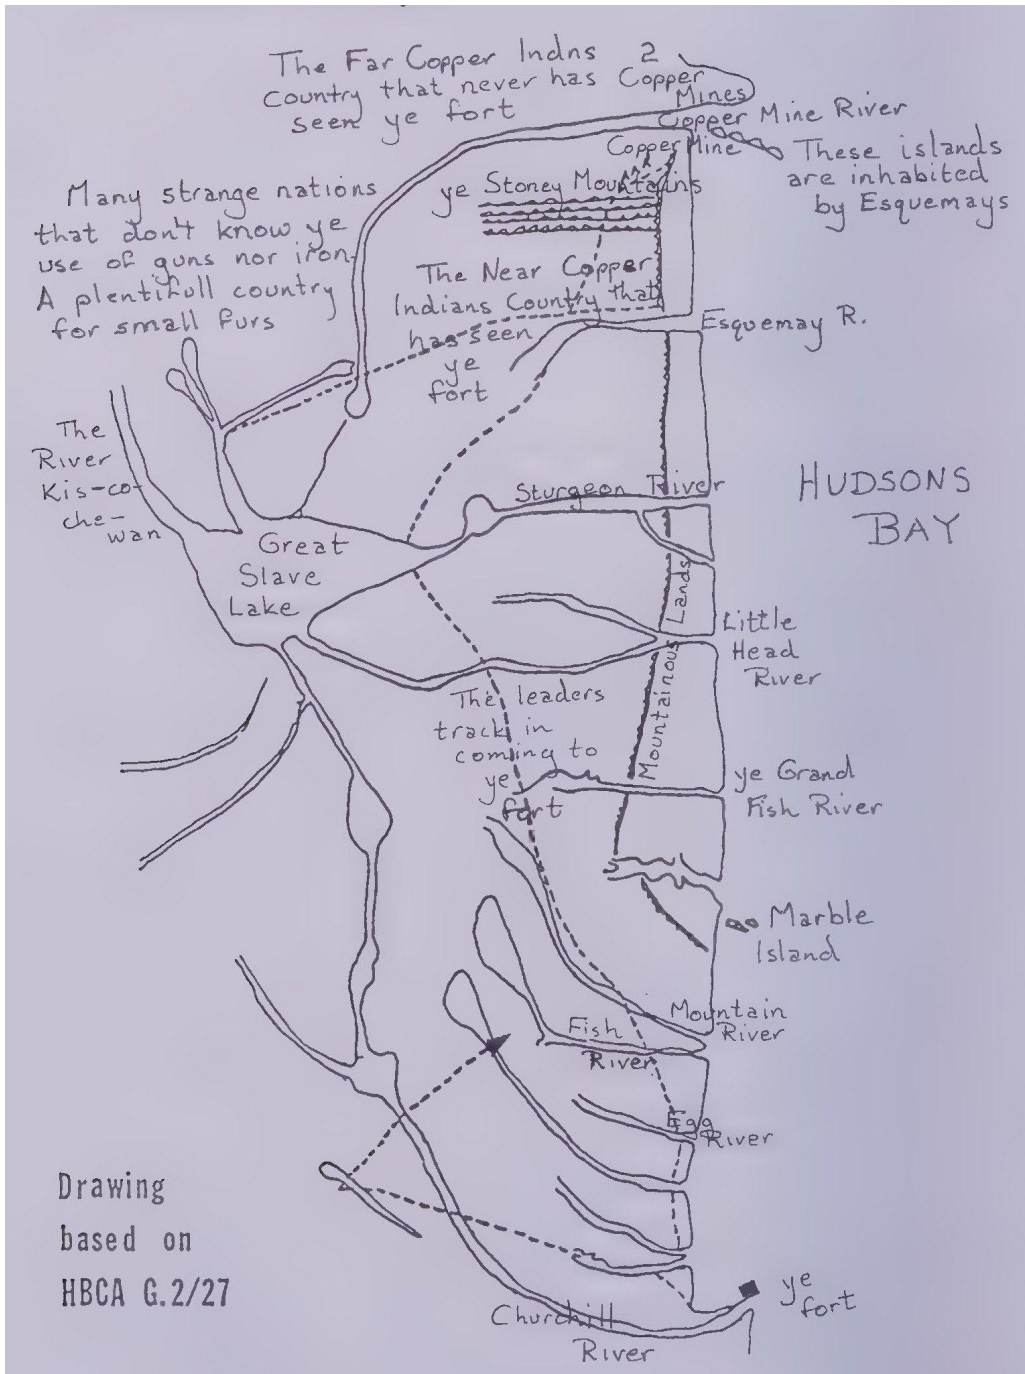 The Far Copper Indns
country that never has
seen ye fort
2
Copper
Mines
Copper Mine River
Copper Mine
These islands
are inhabited
by Esquemays
ye Stoney Mountains
Many strange nations
that don't know ye
use of guns nor iron.
A plentifull country
for small furs
The Near Copper
Indians Country that
has seen
ye
fort
Esquemay R.
The
River
Kis-co-
che-
wan
Sturgeon River
HUDSONS
BAY
Great
Slave
Lake
Mountainous Lands
Little
Head
River
The leaders
track in
coming to
ye
fort
ye Grand
Fish River
Marble
Island
Mountain
River
Fish
River
Egg
River
Drawing
based on
HBCA G.2/27
ye
fort
Churchill
River